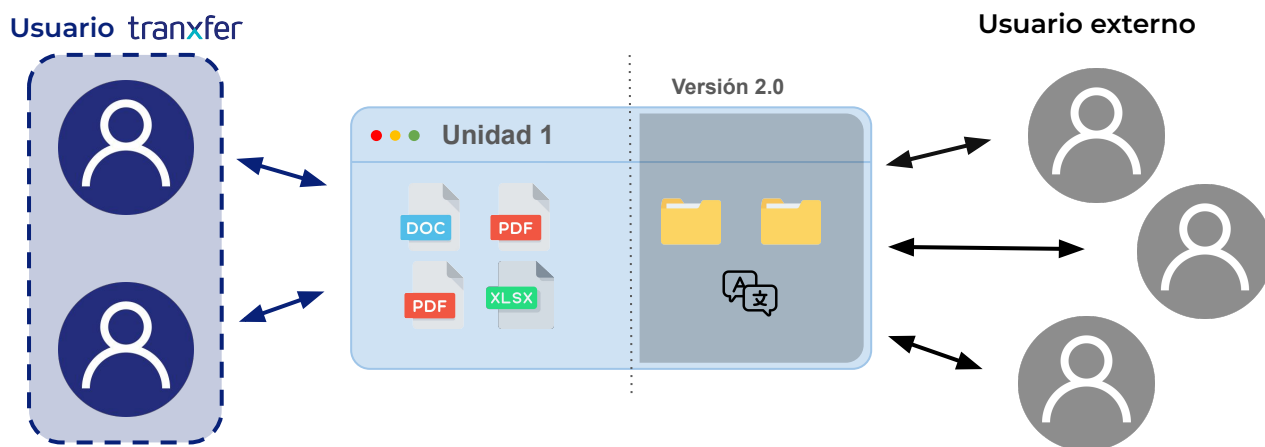 Usuario tranxfer
Usuario externo
Versión 2.0
Unidad 1
DOC PDF
PDF XLSX
A 文